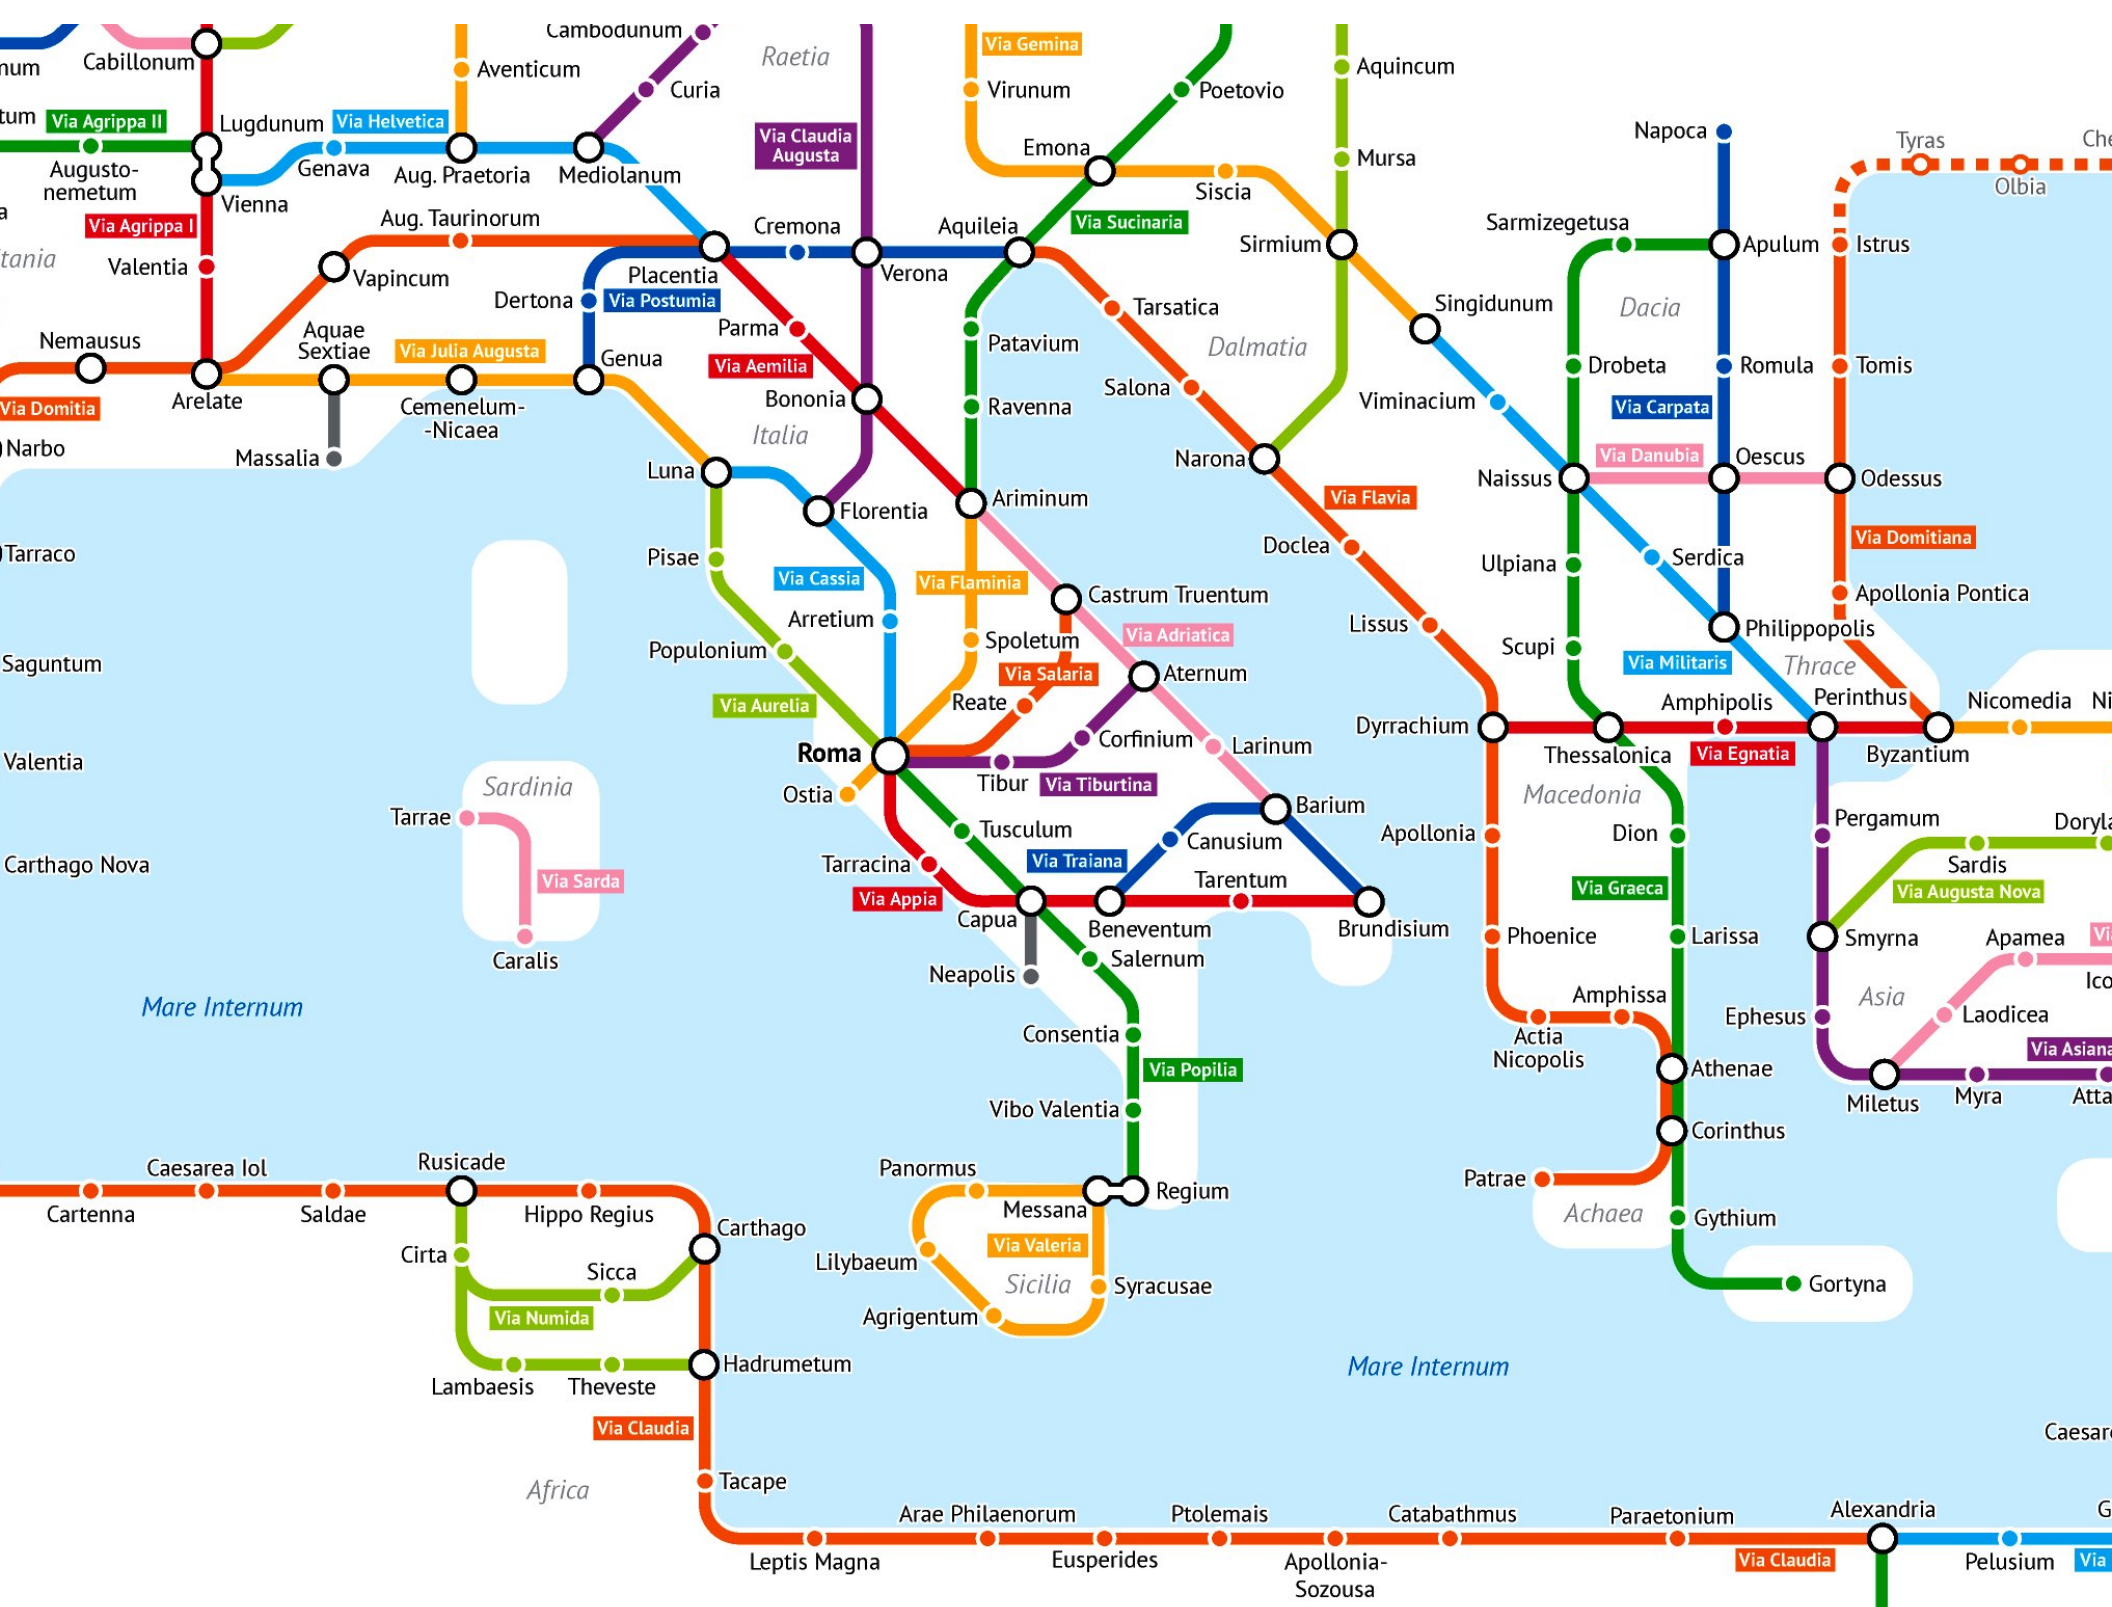 Cambodunum
Raetia
Via Gemina
num
Cabillonum
Aventicum
Curia
Virunum
Poetovio
Aquincum
tum
Via Agrippa II
Lugdunum
Via Helvetica
Via Claudia
Augusta
Emona
Mursa
Napoca
Tyras
Che
Augusto-
nemetum
Genava
Aug. Praetoria
Mediolanum
Siscia
Olbia
a
Vienna
Via Agrippa I
Aug. Taurinorum
Cremona
Aquileia
Via Sucinaria
Sirmium
Sarmizegetusa
Apulum
Istrus
tania
Valentia
Vapincum
Placentia
Verona
Dertona
Via Postumia
Tarsatica
Singidunum
Dacia
Nemausus
Aquae
Sextiae
Via Julia Augusta
Genua
Parma
Via Aemilia
Patavium
Dalmatia
Drobeta
Romula
Tomis
Via Domitia
Arelate
Cemenelum-
-Nicaea
Bononia
Ravenna
Salona
Viminacium
Via Carpata
Narbo
Massalia
Italia
Luna
Narona
Via Danubia
Oescus
Naissus
Odessus
Florentia
Ariminum
Via Flavia
Tarraco
Pisae
Via Cassia
Via Flaminia
Castrum Truentum
Doclea
Ulpiana
Serdica
Via Domitiana
Apollonia Pontica
Arretium
Spoletum
Via Adriatica
Lissus
Scupi
Philippopolis
Saguntum
Populonium
Via Salaria
Aternum
Via Militaris
Thrace
Via Aurelia
Reate
Amphipolis
Perinthus
Nicomedia
Ni
Valentia
Roma
Corfinium
Larinum
Dyrrachium
Thessalonica
Via Egnatia
Byzantium
Sardinia
Ostia
Tibur
Via Tiburtina
Macedonia
Tarrae
Tusculum
Barium
Apollonia
Dion
Pergamum
Doryla
Carthago Nova
Via Sarda
Tarracina
Via Traiana
Canusium
Tarentum
Via Graeca
Sardis
Via Augusta Nova
Via Appia
Capua
Beneventum
Brundisium
Phoenice
Larissa
Smyrna
Apamea
Vi
Caralis
Neapolis
Salernum
Ico
Mare Internum
Consentia
Amphissa
Asia
Ephesus
Laodicea
Actia
Nicopolis
Via Asiana
Via Popilia
Athenae
Vibo Valentia
Miletus
Myra
Atta
Corinthus
Caesarea Iol
Rusicade
Panormus
Patrae
Cartenna
Saldae
Hippo Regius
Messana
Regium
Achaea
Gythium
Carthago
Cirta
Sicca
Lilybaeum
Via Valeria
Sicilia
Syracusae
Gortyna
Via Numida
Agrigentum
Lambaesis
Theveste
Hadrumetum
Mare Internum
Via Claudia
Caesare
Africa
Tacape
Arae Philaenorum
Ptolemais
Catabathmus
Paraetonium
Alexandria
G
Leptis Magna
Eusperides
Apollonia-
Sozousa
Via Claudia
Pelusium
Via